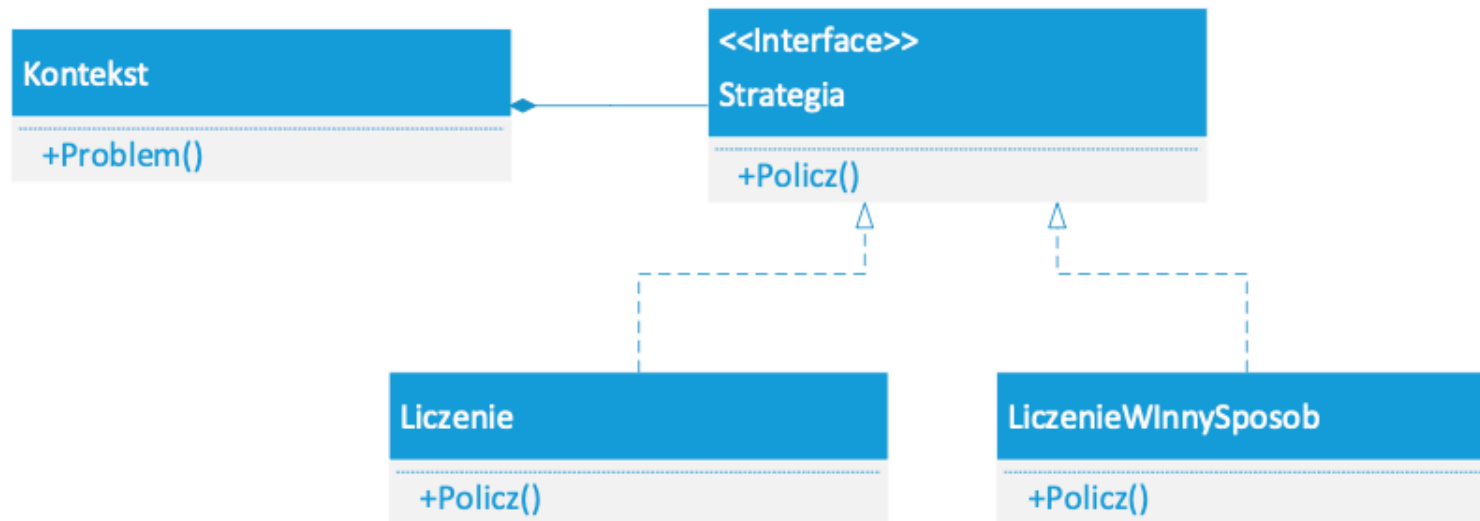 Kontekst
+Problem()
<<Interface>>
Strategia
+Policz()
Liczenie
+Policz()
LiczenieWInnySposob
+Policz()